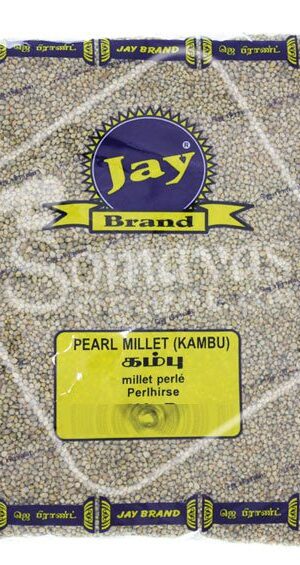 ஜெ பிராண்ட் JAY BRAND ஜெ பிராண்ட்
Jay®
Brand
PEARL MILLET (KAMBU)
கம்பு
millet perlé
Perlhirse
ஜெ பிராண்ட் JAY BRAND ஜெ பிராண்ட்